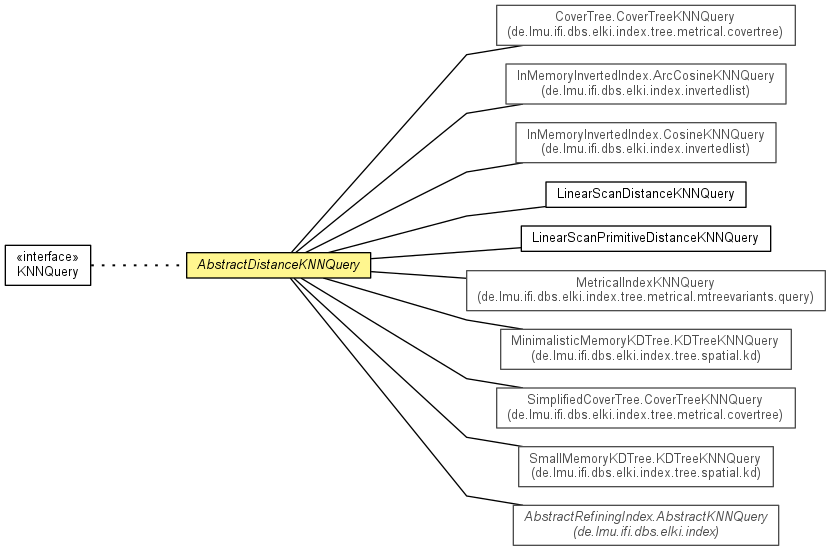 CoverTree.CoverTreeKNNQuery
(de.lmu.ifi.dbs.elki.index.tree.metrical.covertree)
InMemoryInvertedIndex.ArcCosineKNNQuery
(de.lmu.ifi.dbs.elki.index.invertedlist)
InMemoryInvertedIndex.CosineKNNQuery
(de.lmu.ifi.dbs.elki.index.invertedlist)
LinearScanDistanceKNNQuery
LinearScanPrimitiveDistanceKNNQuery
«interface»
KNNQuery
AbstractDistanceKNNQuery
MetricalIndexKNNQuery
(de.lmu.ifi.dbs.elki.index.tree.metrical.mtreevariants.query)
MinimalisticMemoryKDTree.KDTreeKNNQuery
(de.lmu.ifi.dbs.elki.index.tree.spatial.kd)
SimplifiedCoverTree.CoverTreeKNNQuery
(de.lmu.ifi.dbs.elki.index.tree.metrical.covertree)
SmallMemoryKDTree.KDTreeKNNQuery
(de.lmu.ifi.dbs.elki.index.tree.spatial.kd)
AbstractRefiningIndex.AbstractKNNQuery
(de.lmu.ifi.dbs.elki.index)